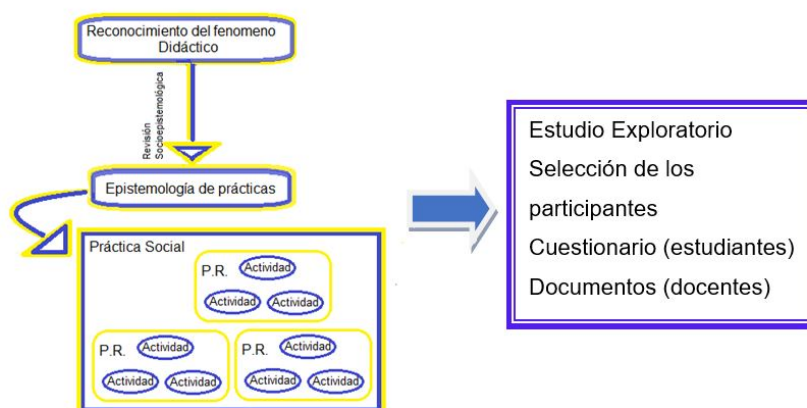 Reconocimiento del fenomeno
Didáctico
Revisión
Socioepistemológica
Epistemología de prácticas
Práctica Social
P.R.
Actividad
Actividad
Actividad
P.R.
Actividad
Actividad
Actividad
P.R.
Actividad
Actividad
Actividad
Estudio Exploratorio
Selección de los
participantes
Cuestionario (estudiantes)
Documentos (docentes)